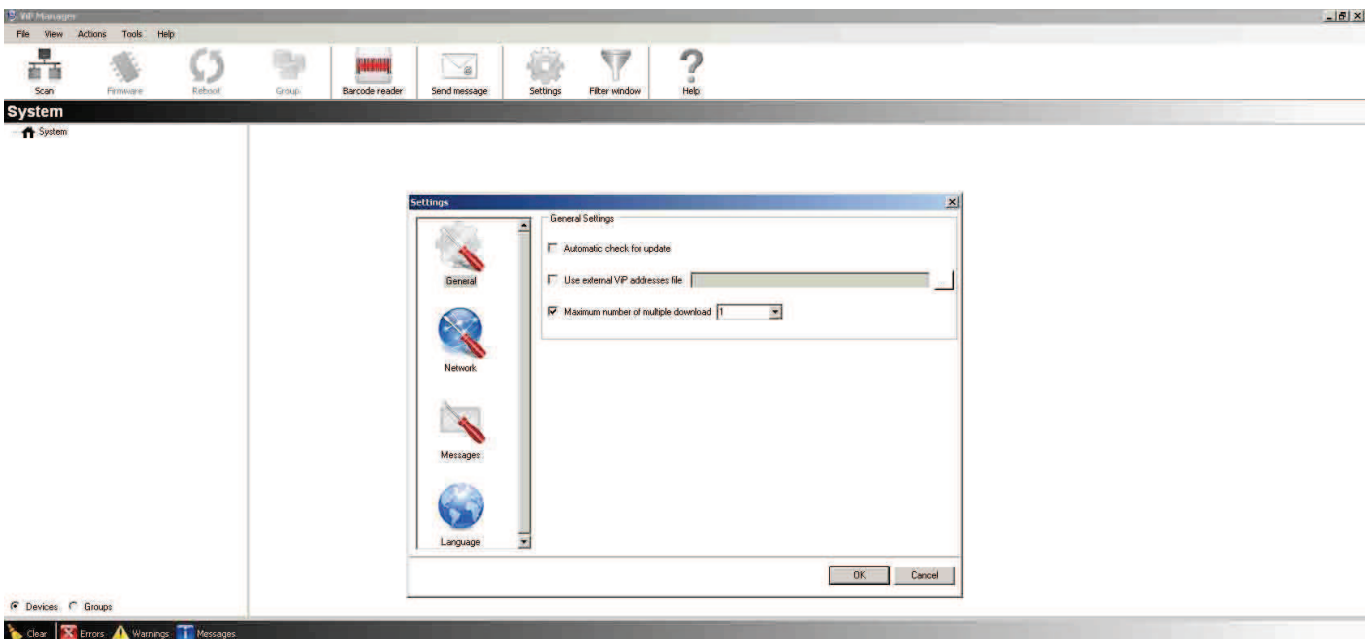 ViP Manager
File View Actions Tools Help
Scan Firmware Reboot Group Barcode reader Send message Settings Filter window Help
System
System
Settings
General Settings
Automatic check for update
General
Use external ViP addresses file ...
Maximum number of multiple download 1
Network
Messages
Language
OK Cancel
Devices Groups
Clear Errors Warnings Messages